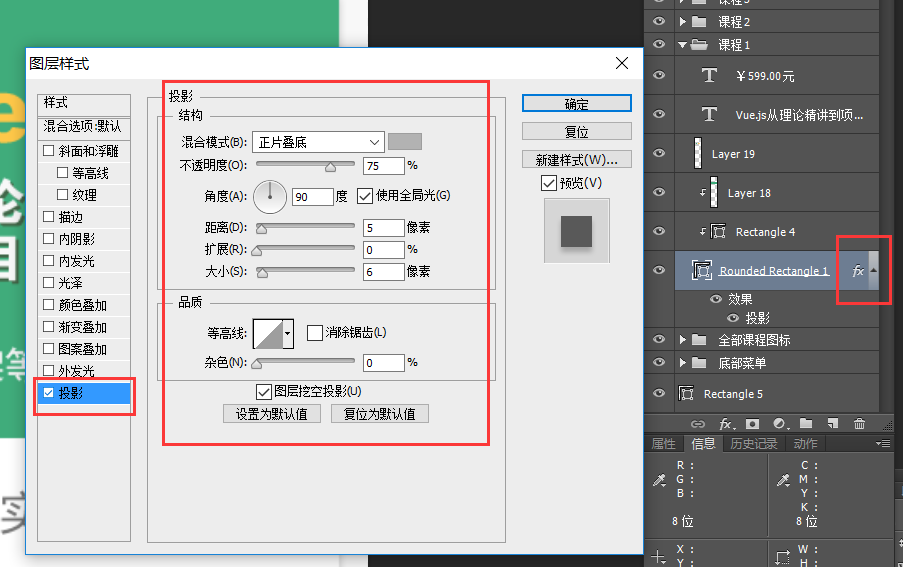 课程2
课程1
￥599.00元
Vue.js从理论精讲到项...
Layer 19
Layer 18
Rectangle 4
Rounded Rectangle 1
fx
效果
投影
全部课程图标
底部菜单
Rectangle 5
fx.
属性
信息
历史记录
动作
R :
G :
B :
8 位
C :
M :
Y :
K :
8 位
X :
Y :
W :
H :
图层样式
样式
混合选项:默认
斜面和浮雕
等高线
纹理
描边
内阴影
内发光
光泽
颜色叠加
渐变叠加
图案叠加
外发光
投影
投影
结构
混合模式(B): 正片叠底
不透明度(O): 75 %
角度(A): 90 度 使用全局光(G)
距离(D): 5 像素
扩展(R): 0 %
大小(S): 6 像素
品质
等高线: 消除锯齿(L)
杂色(N): 0 %
图层挖空投影(U)
设置为默认值 复位为默认值
确定
复位
新建样式(W)...
预览(V)
e
论
实